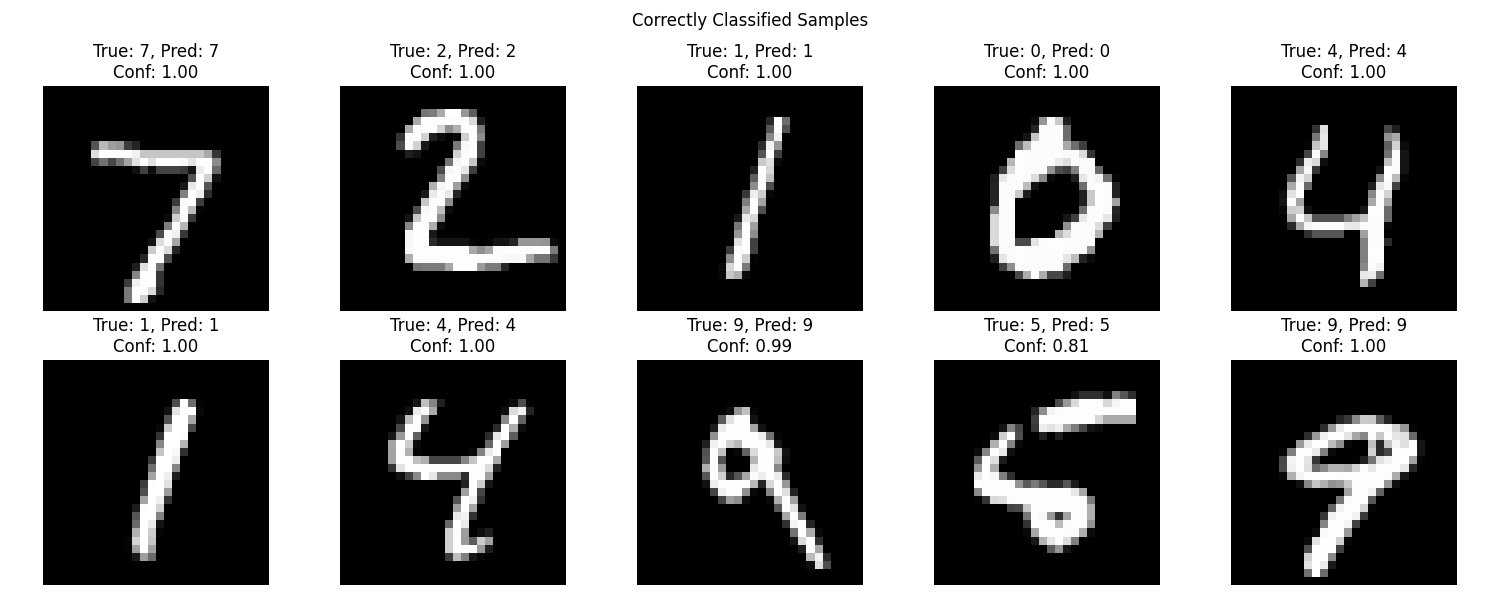 Correctly Classified Samples
True: 7, Pred: 7
Conf: 1.00
True: 2, Pred: 2
Conf: 1.00
True: 1, Pred: 1
Conf: 1.00
True: 0, Pred: 0
Conf: 1.00
True: 4, Pred: 4
Conf: 1.00
7
2
1
0
4
True: 1, Pred: 1
Conf: 1.00
True: 4, Pred: 4
Conf: 1.00
True: 9, Pred: 9
Conf: 0.99
True: 5, Pred: 5
Conf: 0.81
True: 9, Pred: 9
Conf: 1.00
1
4
9
5
9